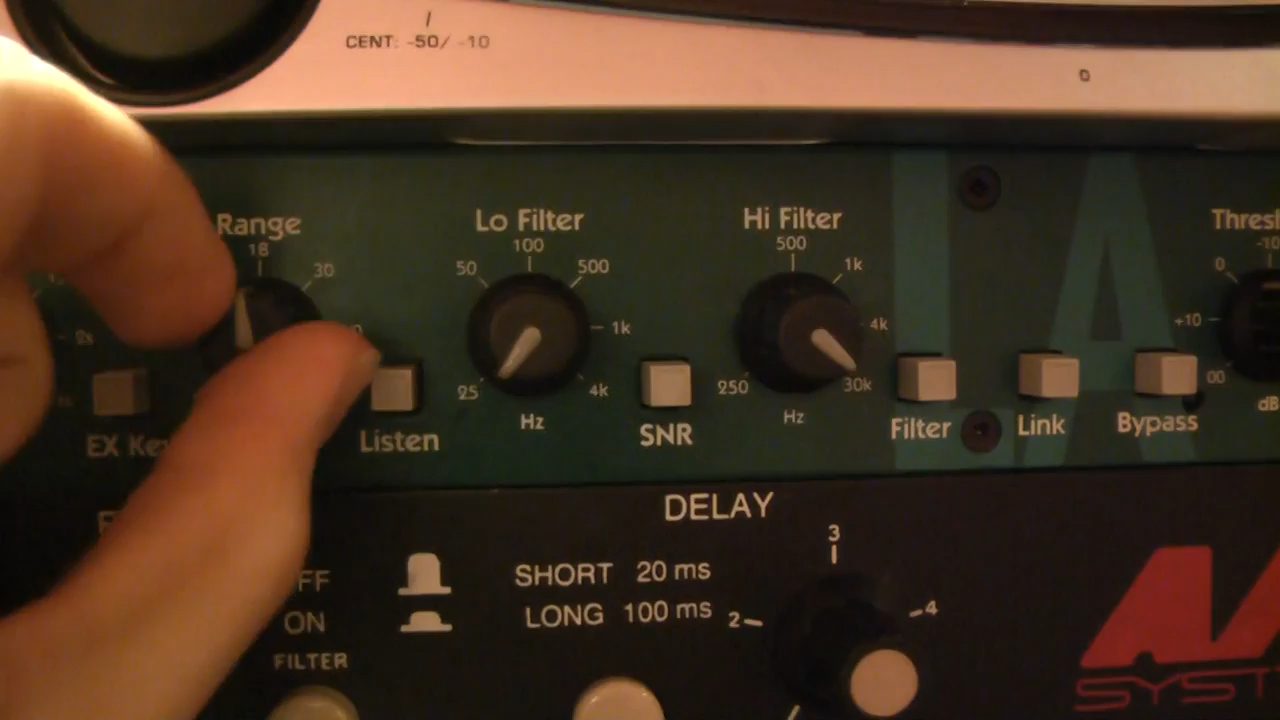 CENT: -50/ -10
0
Range
18
30
Lo Filter
100
50
500
1k
25
4k
Hz
Hi Filter
500
1k
4k
250
30k
Hz
-10
0
+10
00
dB
EX
Listen
SNR
Filter
Link
Bypass
DELAY
SHORT 20 ms
LONG 100 ms
ON
FILTER
3
2
4